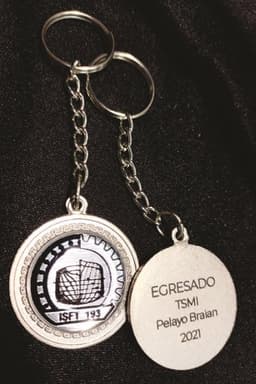 ISFT 193
EGRESADO
TSMI
Pelayo Braian
2021